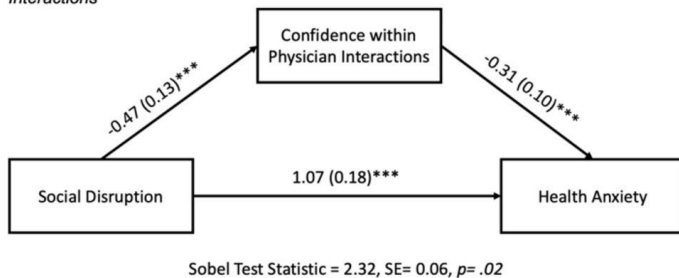 interactions
Confidence within
Physician Interactions
-0.47 (0.13)***
-0.31 (0.10)***
1.07 (0.18)***
Social Disruption
Health Anxiety
Sobel Test Statistic = 2.32, SE= 0.06, p= .02